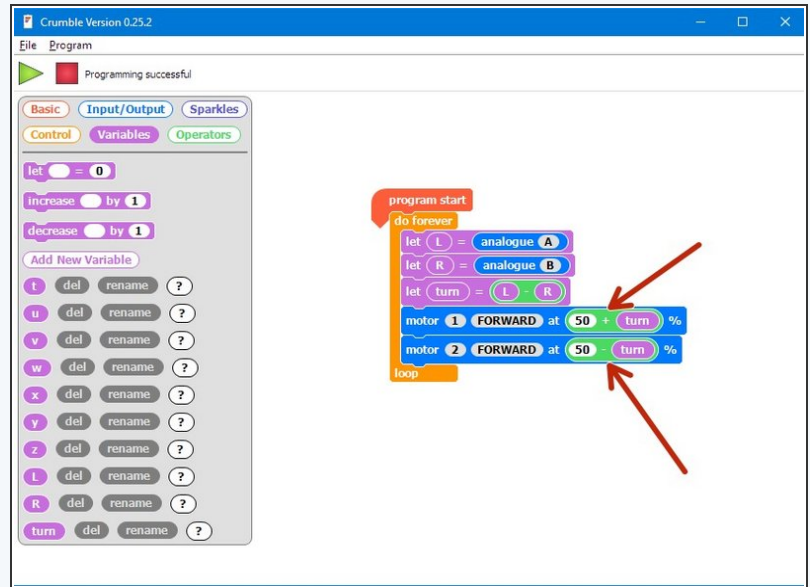 Crumble Version 0.25.2
File Program
Programming successful
Basic Input/Output Sparkles
Control Variables Operators
let = 0
increase by 1
decrease by 1
Add New Variable
t del rename ?
u del rename ?
v del rename ?
w del rename ?
x del rename ?
y del rename ?
z del rename ?
L del rename ?
R del rename ?
turn del rename ?
program start
do forever
let L = analogue A
let R = analogue B
let turn = L - R
motor 1 FORWARD at 50 + turn %
motor 2 FORWARD at 50 - turn %
loop